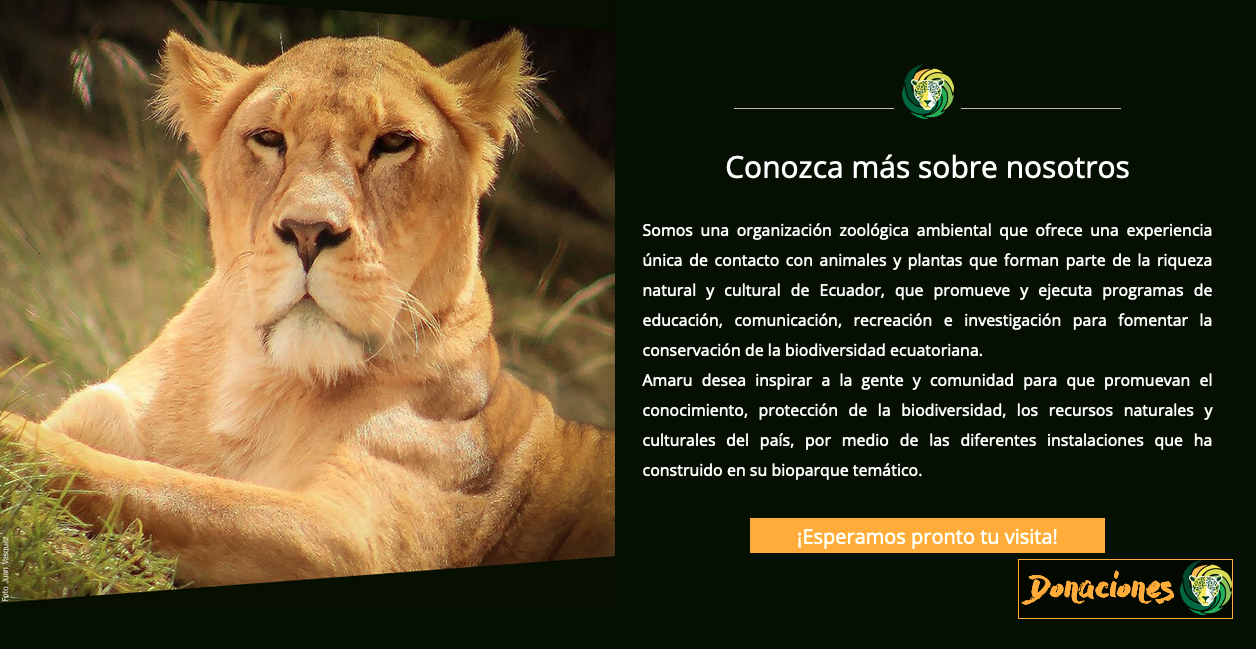 Conozca más sobre nosotros
Somos una organización zoológica ambiental que ofrece una experiencia
única de contacto con animales y plantas que forman parte de la riqueza
natural y cultural de Ecuador, que promueve y ejecuta programas de
educación, comunicación, recreación e investigación para fomentar la
conservación de la biodiversidad ecuatoriana.
Amaru desea inspirar a la gente y comunidad para que promuevan el
conocimiento, protección de la biodiversidad, los recursos naturales y
culturales del país, por medio de las diferentes instalaciones que ha
construido en su bioparque temático.
¡Esperamos pronto tu visita!
Donaciones
Foto Juan Vasquez